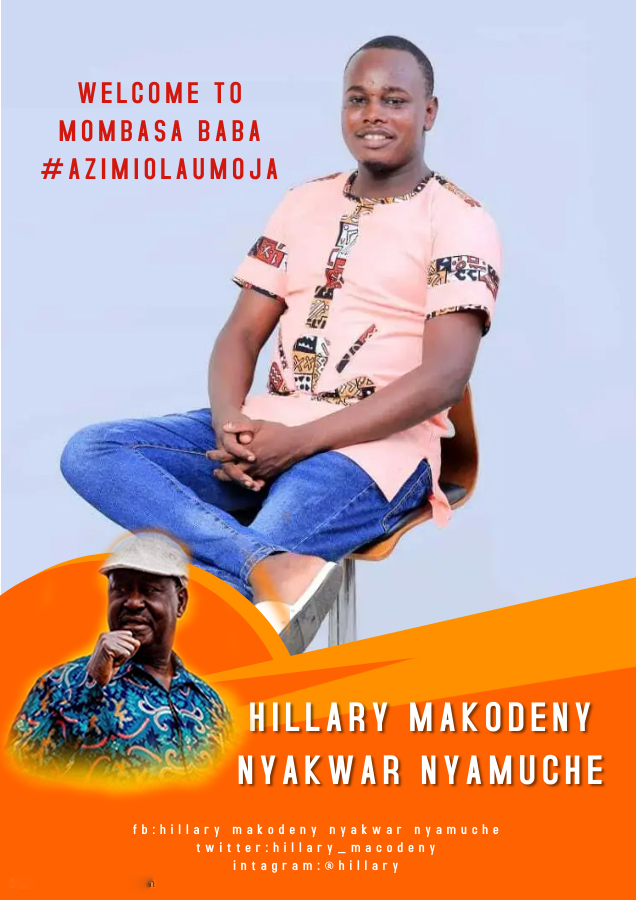 WELCOME TO
MOMBASA BABA
#AZIMIOLAUMOJA
HILLARY MAKODENY
NYAKWAR NYAMUCHE
fb:hillary makodeny nyakwar nyamuche
twitter:hillary_macodeny
intagram:@hillary